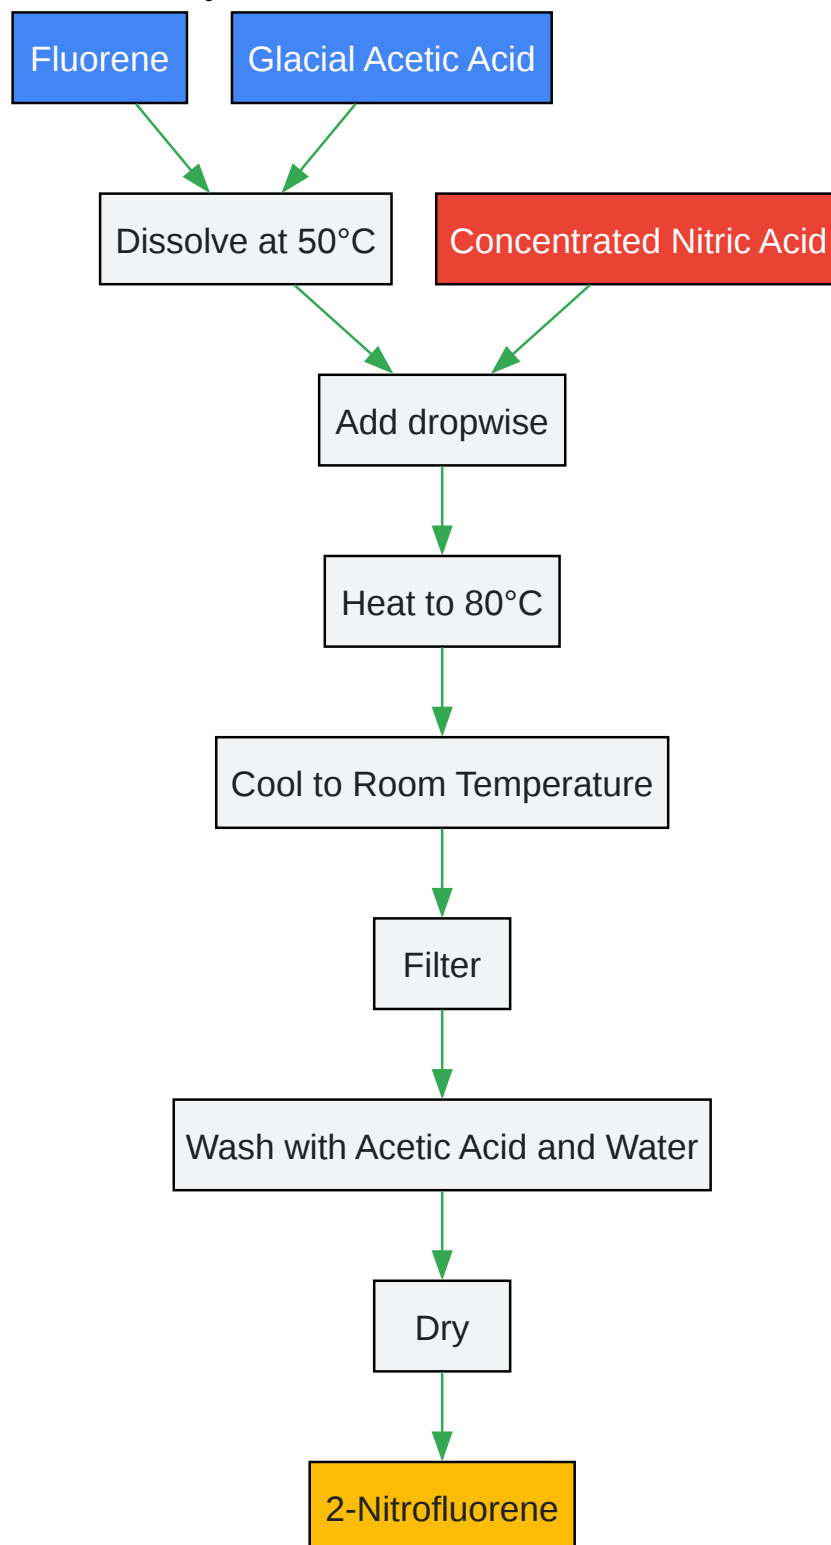 Fluorene
Glacial Acetic Acid
Dissolve at 50°C
Concentrated Nitric Acid
Add dropwise
Heat to 80°C
Cool to Room Temperature
Filter
Wash with Acetic Acid and Water
Dry
2-Nitrofluorene